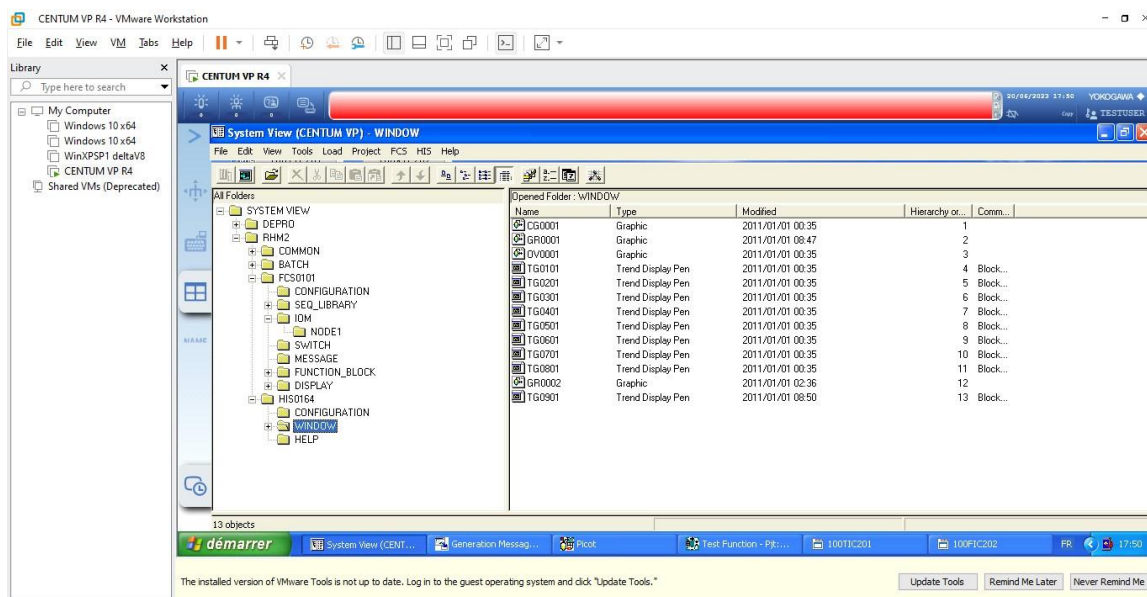 CENTUM VP R4 - VMware Workstation
File Edit View VM Tabs Help
Library
Type here to search
My Computer
Windows 10 x64
Windows 10 x64
WinXPSP1 deltaV8
CENTUM VP R4
Shared VMs (Deprecated)
CENTUM VP R4
20/06/2023 17:50 YOKOGAWA
TESTUSER
System View (CENTUM VP) - WINDOW
File Edit View Tools Load Project FCS HIS Help
All Folders
SYSTEM VIEW
DEPRO
RHM2
COMMON
BATCH
FCS0101
CONFIGURATION
SEQ_LIBRARY
IOM
NODE1
SWITCH
MESSAGE
FUNCTION_BLOCK
DISPLAY
HIS0164
CONFIGURATION
WINDOW
HELP
NAME
Opened Folder : WINDOW
Name Type Modified Hierarchy or... Comm...
CG0001 Graphic 2011/01/01 00:35 1
GR0001 Graphic 2011/01/01 08:47 2
OV0001 Graphic 2011/01/01 00:35 3
TG0101 Trend Display Pen 2011/01/01 00:35 4 Block...
TG0201 Trend Display Pen 2011/01/01 00:35 5 Block...
TG0301 Trend Display Pen 2011/01/01 00:35 6 Block...
TG0401 Trend Display Pen 2011/01/01 00:35 7 Block...
TG0501 Trend Display Pen 2011/01/01 00:35 8 Block...
TG0601 Trend Display Pen 2011/01/01 00:35 9 Block...
TG0701 Trend Display Pen 2011/01/01 00:35 10 Block...
TG0801 Trend Display Pen 2011/01/01 00:35 11 Block...
GR0002 Graphic 2011/01/01 02:36 12
TG0901 Trend Display Pen 2011/01/01 08:50 13 Block...
13 objects
démarrer System View (CENT... Generation Messag... Picot Test Function - Pjt:... 100TIC201 100FIC202 FR 17:50
The installed version of VMware Tools is not up to date. Log in to the guest operating system and click "Update Tools."
Update Tools Remind Me Later Never Remind Me